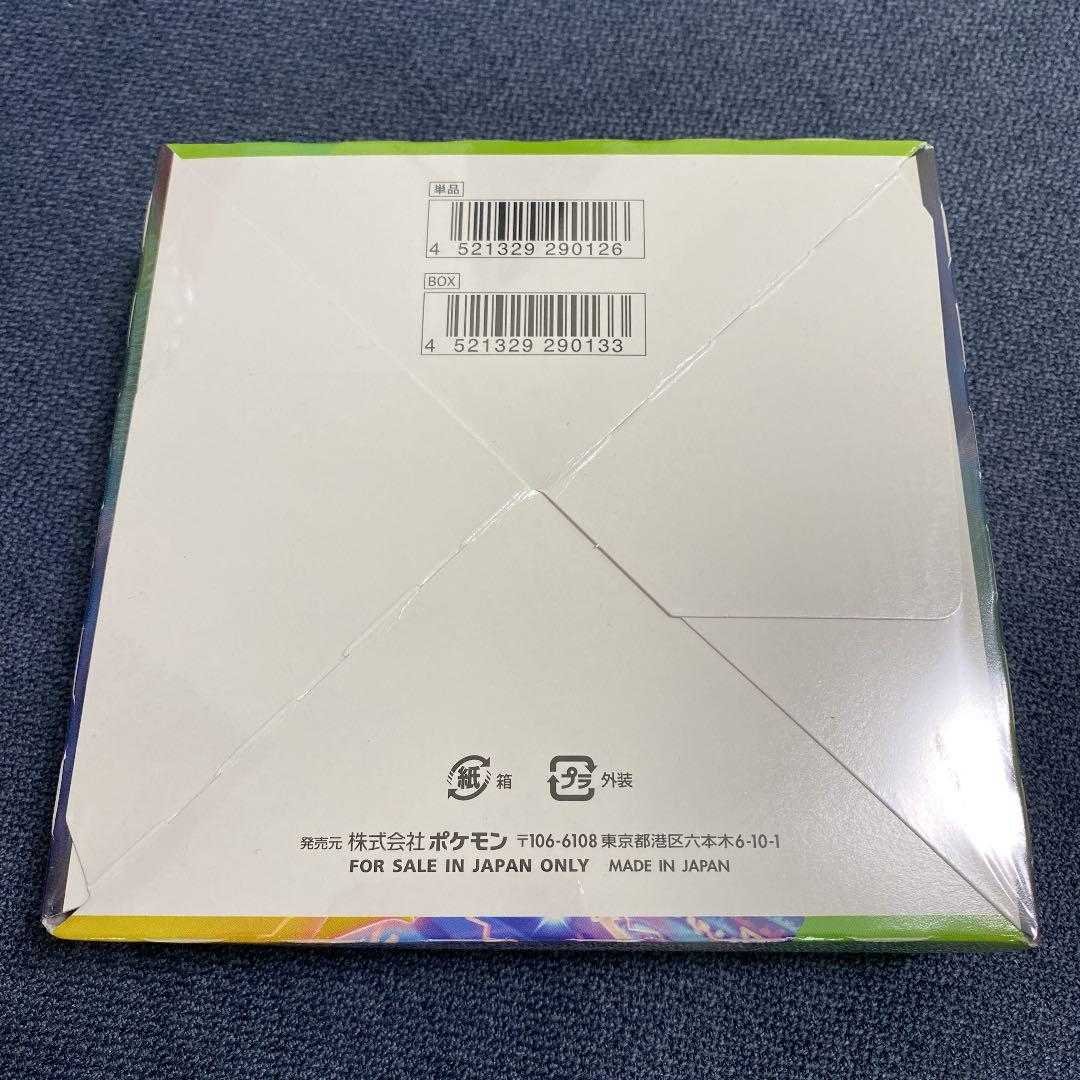 単品
4 521329 290126
BOX
4 521329 290133
紙 箱 プラ 外装
発売元 株式会社ポケモン 〒106-6108 東京都港区六本木6-10-1
FOR SALE IN JAPAN ONLY MADE IN JAPAN